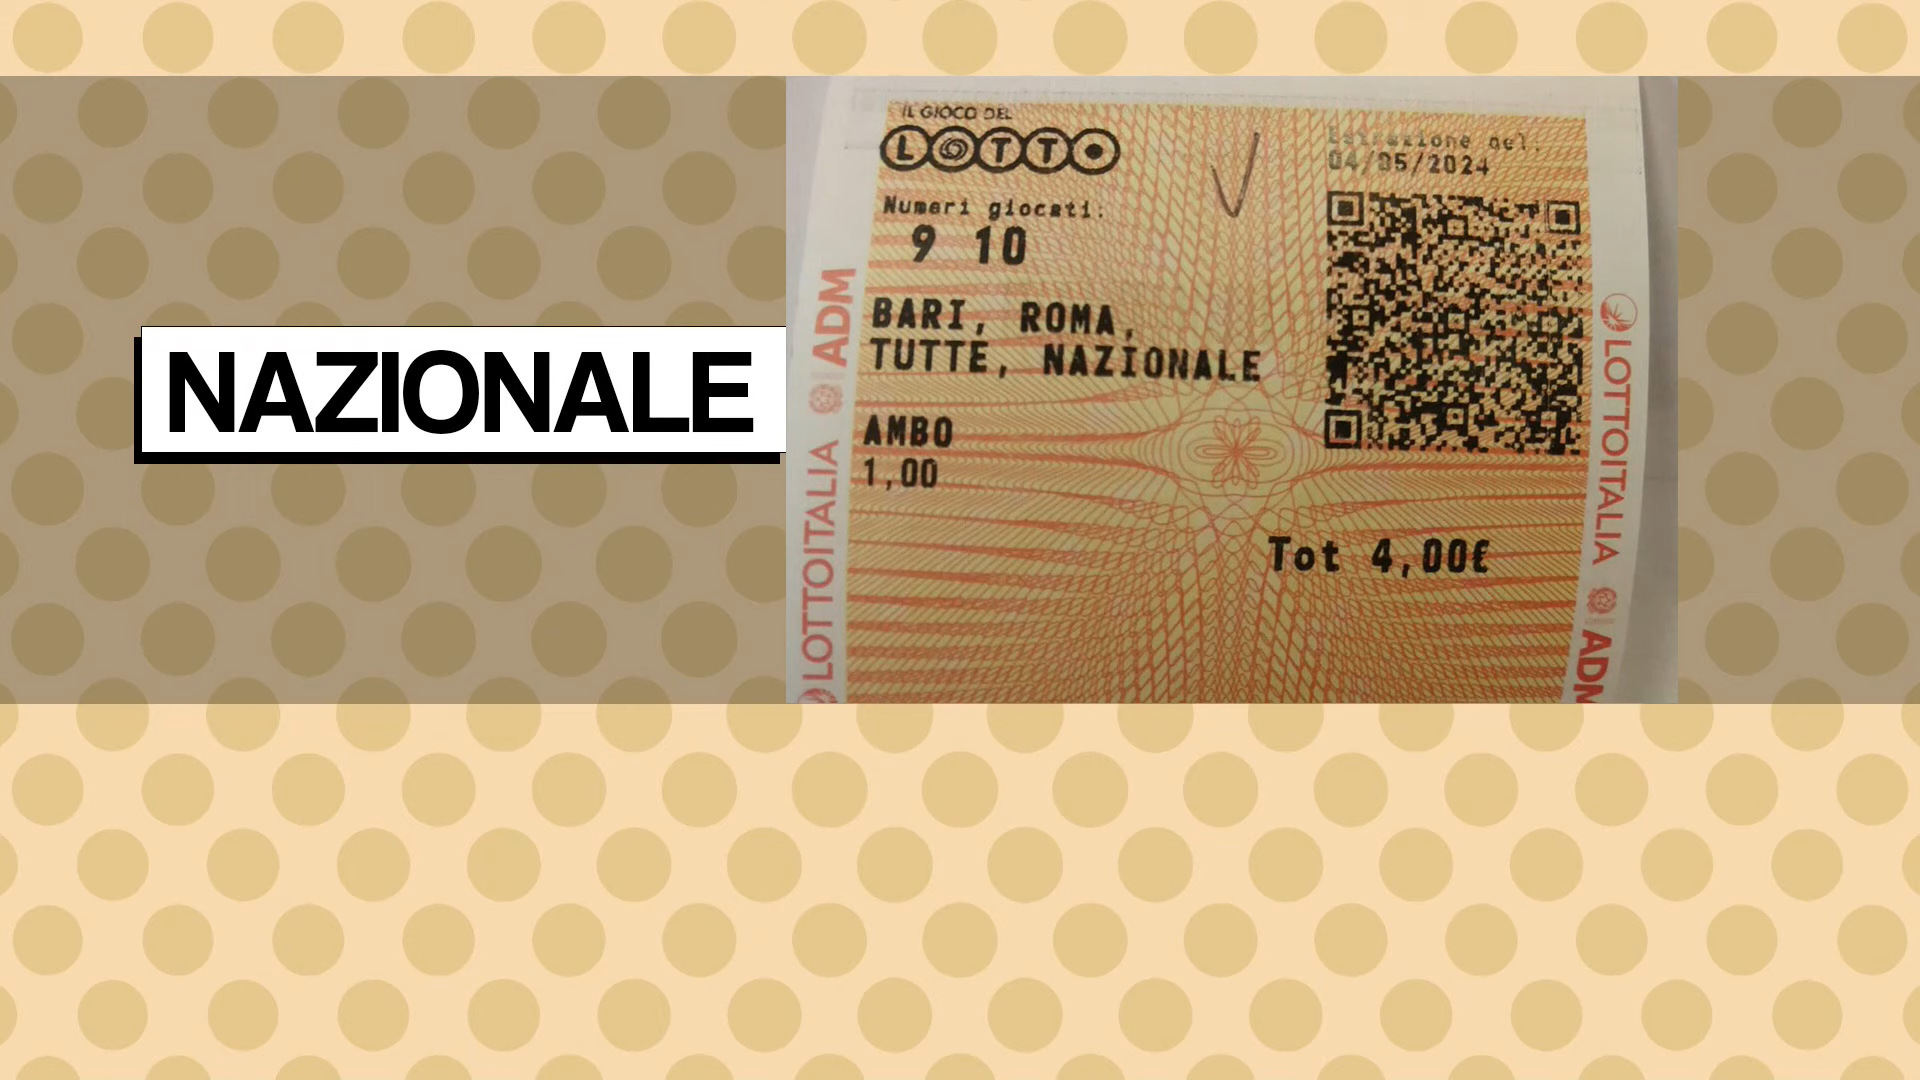 NAZIONALE
IL GIOCO DEL
LOTTO
Estrazione del:
04/05/2024
Numeri giocati:
9 10
BARI, ROMA,
TUTTE, NAZIONALE
AMBO
1,00
Tot 4,00€
LOTTOITALIA ADM
LOTTOITALIA ADM